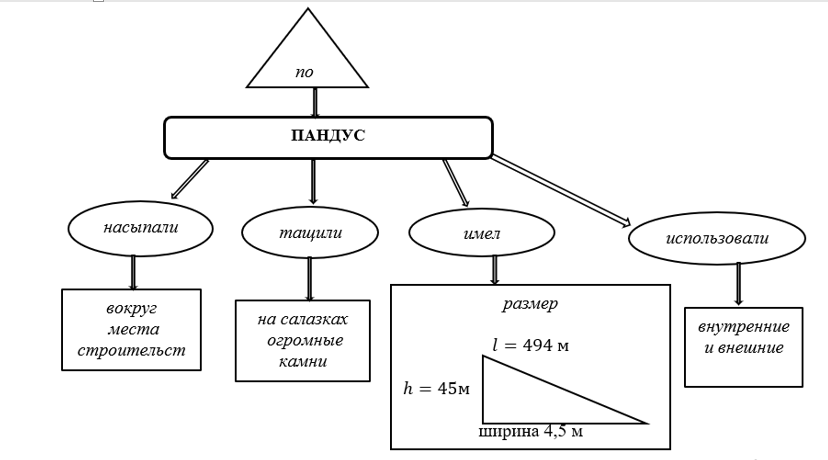 по
ПАНДУС
насыпали
тащили
имел
использовали
вокруг
места
строительст
на салазках
огромные
камни
размер
l = 494 м
h = 45м
ширина 4,5 м
внутренние
и внешние